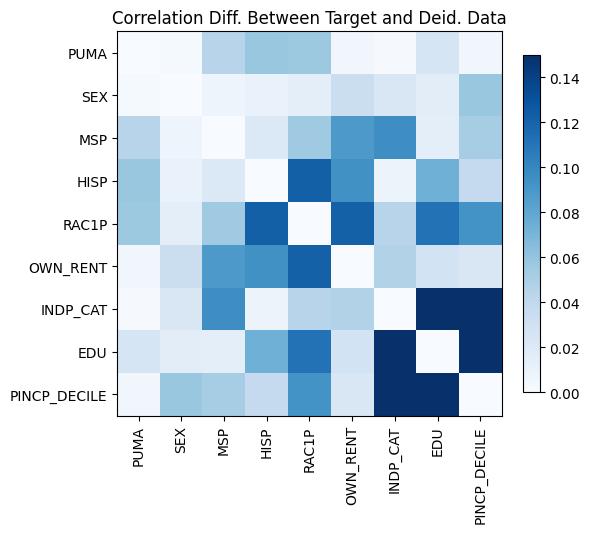 Correlation Diff. Between Target and Deid. Data
PUMA
SEX
MSP
HISP
RAC1P
OWN_RENT
INDP_CAT
EDU
PINCP_DECILE
PUMA
SEX
MSP
HISP
RAC1P
OWN_RENT
INDP_CAT
EDU
PINCP_DECILE
0.14
0.12
0.10
0.08
0.06
0.04
0.02
0.00